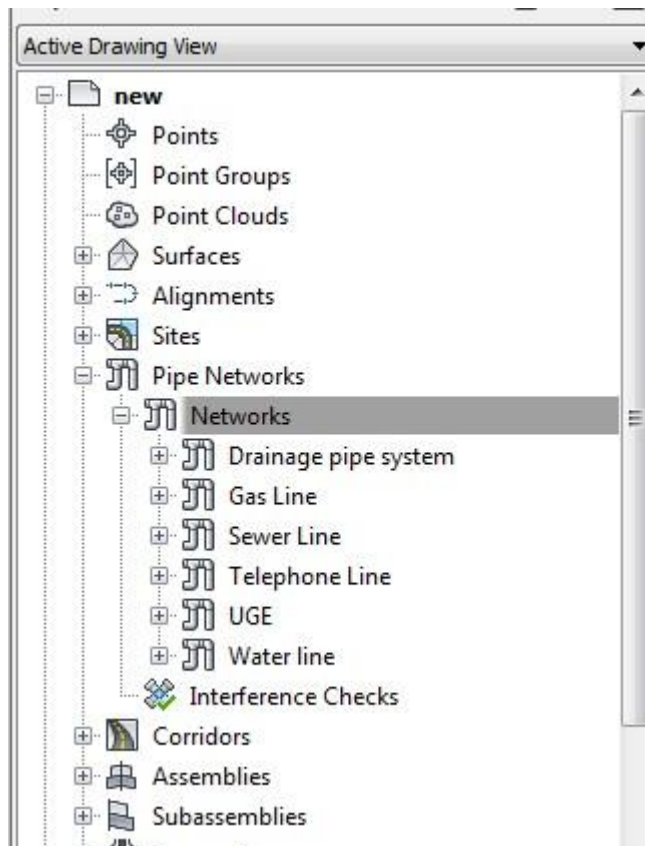 Active Drawing View
new
Points
Point Groups
Point Clouds
Surfaces
Alignments
Sites
Pipe Networks
Networks
Drainage pipe system
Gas Line
Sewer Line
Telephone Line
UGE
Water line
Interference Checks
Corridors
Assemblies
Subassemblies